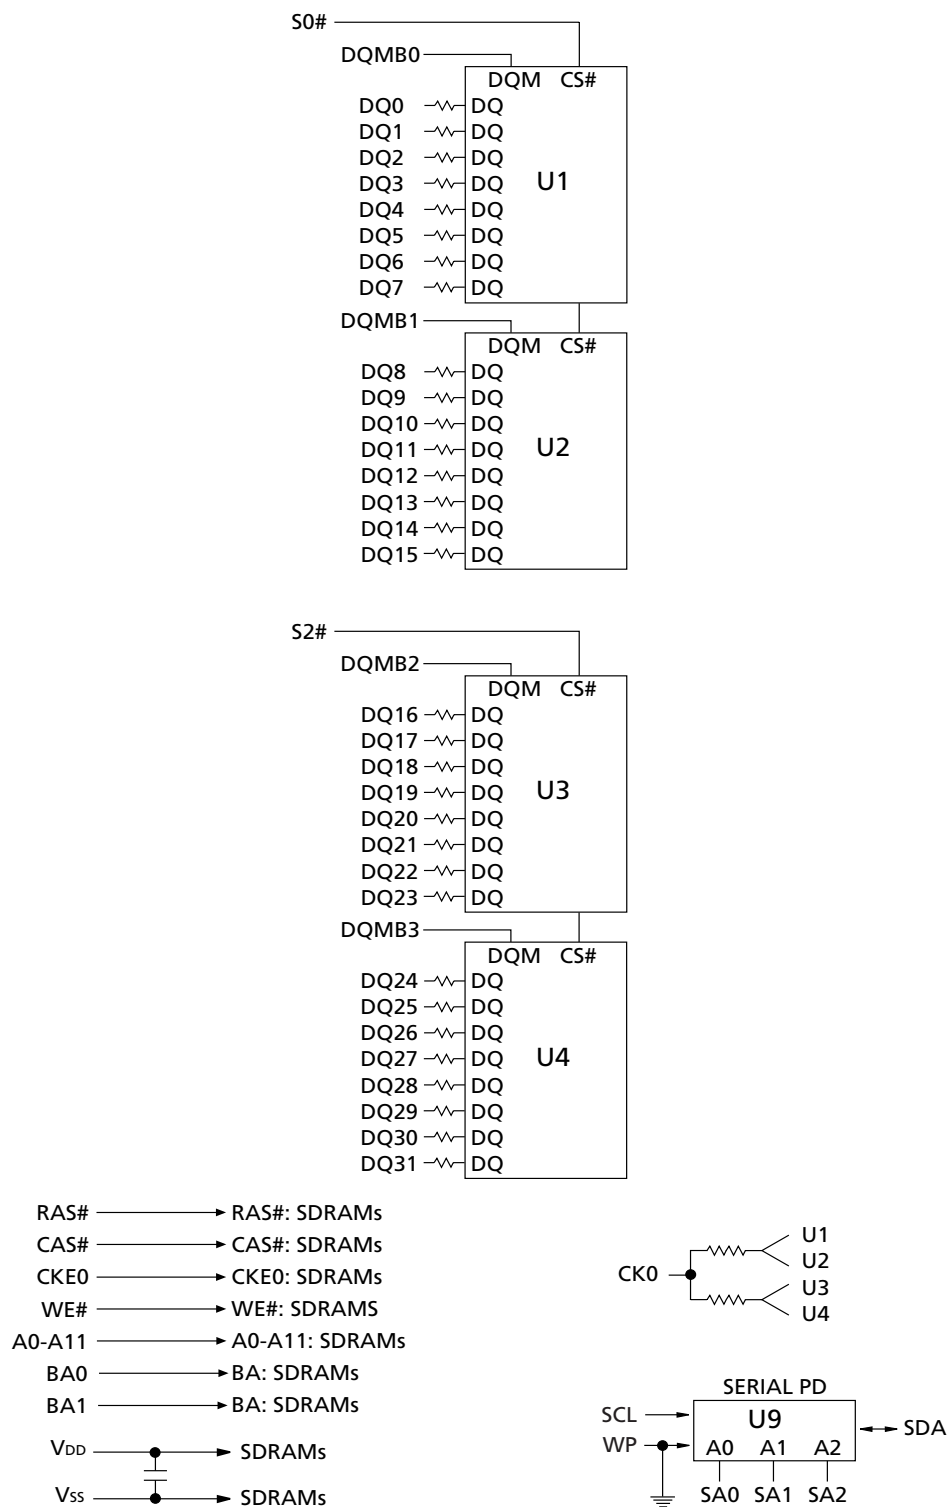 S0#
DQMB0
DQM CS#
DQ0 DQ
DQ1 DQ
DQ2 DQ
DQ3 DQ
U1
DQ4 DQ
DQ5 DQ
DQ6 DQ
DQ7 DQ
DQMB1
DQM CS#
DQ8 DQ
DQ9 DQ
DQ10 DQ
DQ11 DQ
U2
DQ12 DQ
DQ13 DQ
DQ14 DQ
DQ15 DQ
S2#
DQMB2
DQM CS#
DQ16 DQ
DQ17 DQ
DQ18 DQ
DQ19 DQ
U3
DQ20 DQ
DQ21 DQ
DQ22 DQ
DQ23 DQ
DQMB3
DQM CS#
DQ24 DQ
DQ25 DQ
DQ26 DQ
DQ27 DQ
U4
DQ28 DQ
DQ29 DQ
DQ30 DQ
DQ31 DQ
RAS# RAS#: SDRAMs
CAS# CAS#: SDRAMs
CKE0 CKE0: SDRAMs
WE# WE#: SDRAMS
A0-A11 A0-A11: SDRAMs
BA0 BA: SDRAMs
BA1 BA: SDRAMs
VDD SDRAMs
VSS SDRAMs
CK0
U1
U2
U3
U4
SERIAL PD
SCL
U9
SDA
WP
A0 A1 A2
SA0 SA1 SA2